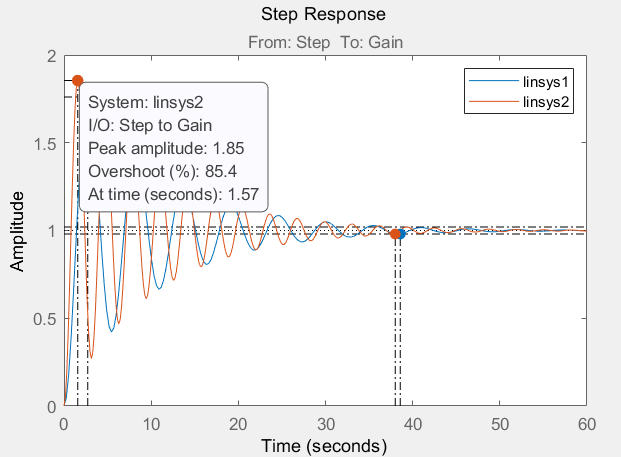 Step Response
From: Step To: Gain
2
1.5
1
0.5
0
Amplitude
linsys1
linsys2
System: linsys2
I/O: Step to Gain
Peak amplitude: 1.85
Overshoot (%): 85.4
At time (seconds): 1.57
0 10 20 30 40 50 60
Time (seconds)